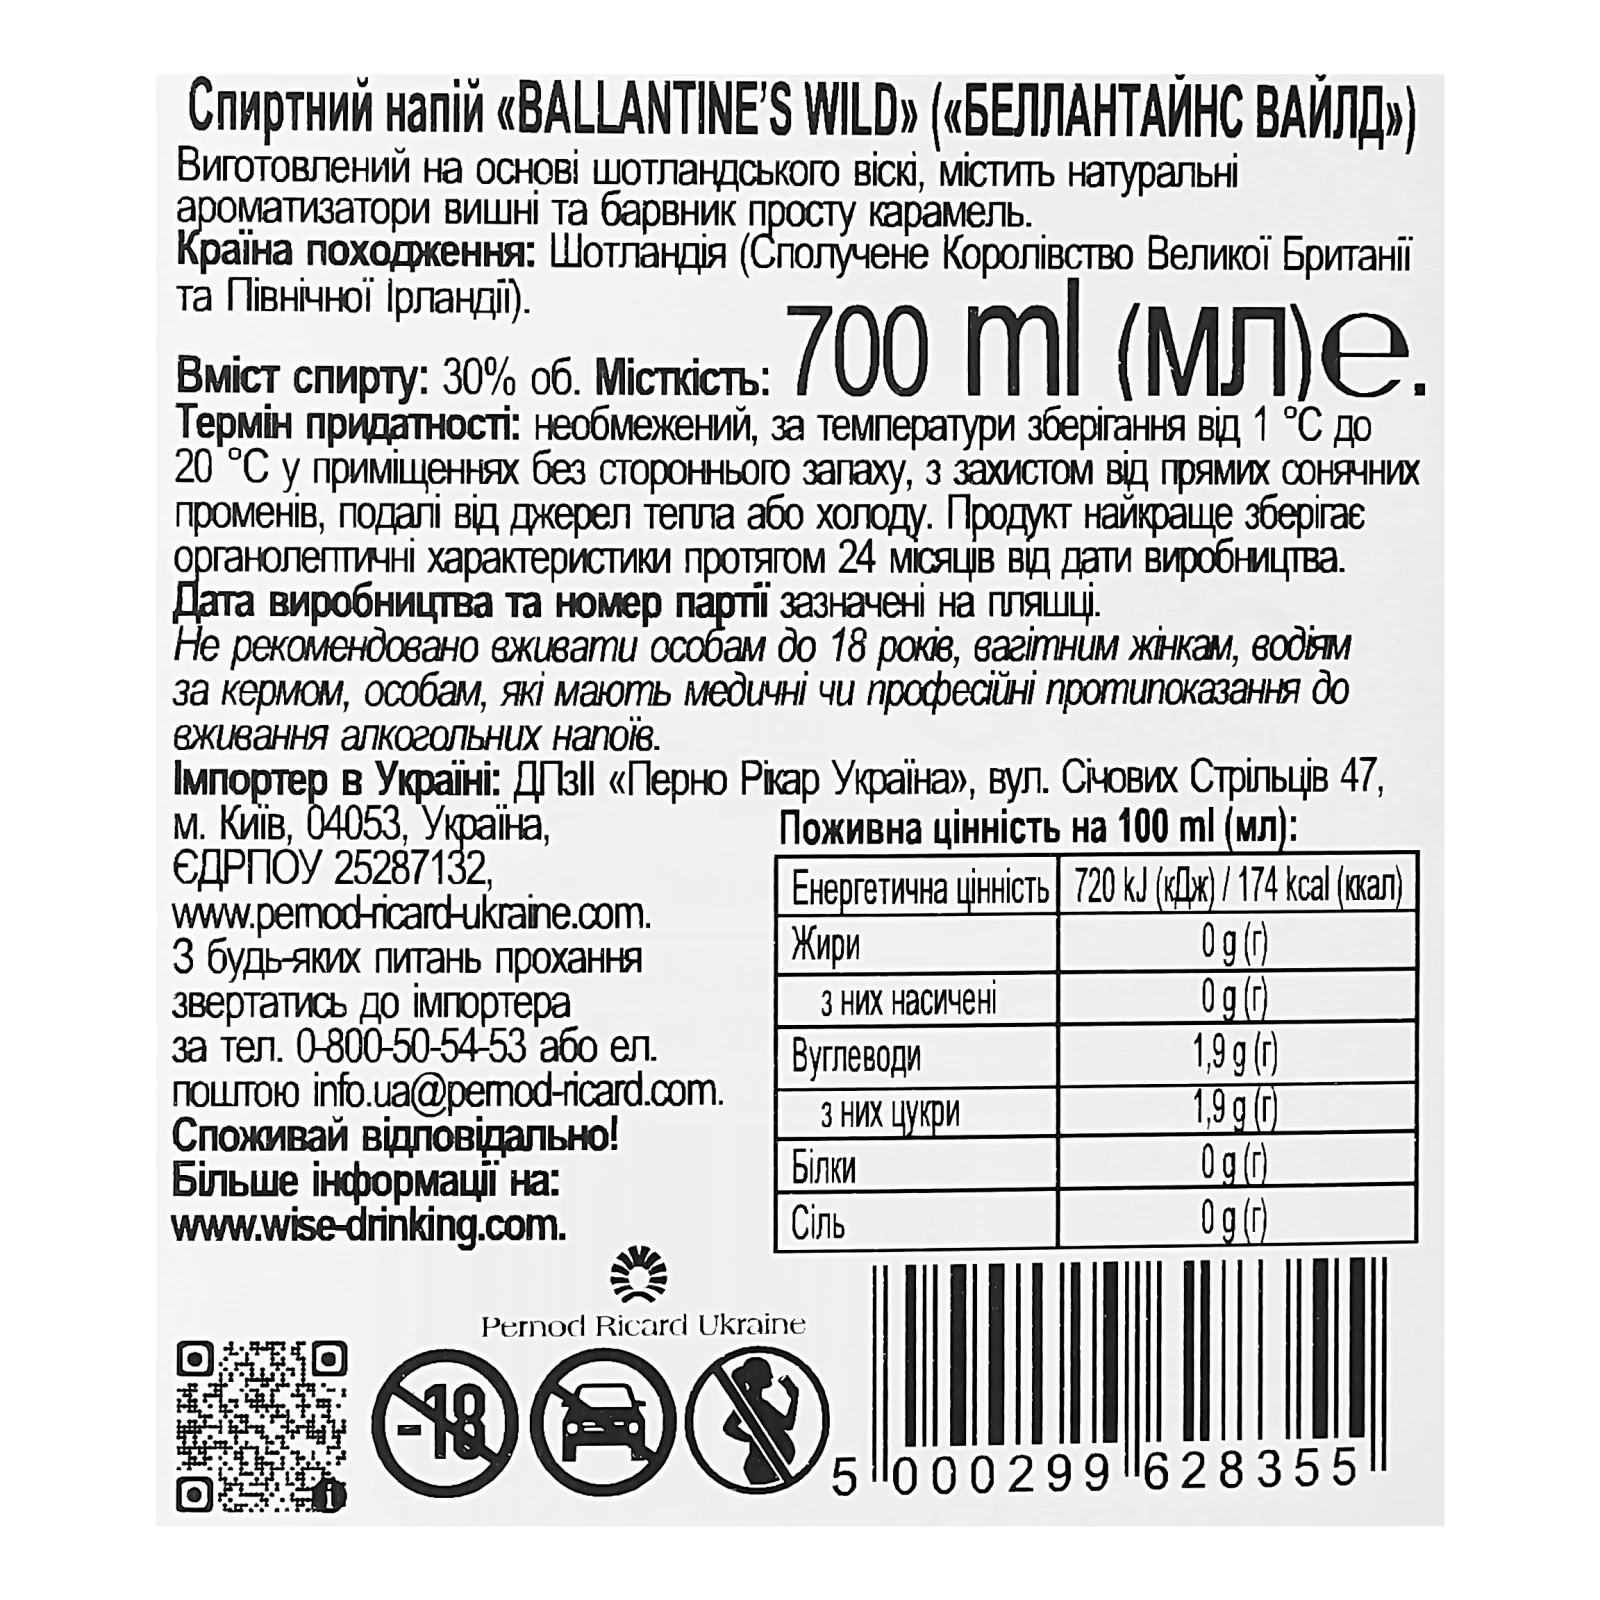 Спиртний напій «BALLANTINE'S WILD» («БЕЛЛАНТАЙНС ВАЙЛД»)
Виготовлений на основі шотландського віскі, містить натуральні
ароматизатори вишні та барвник просту карамель.
Країна походження: Шотландія (Сполучене Королівство Великої Британії
та Північної Ірландії).
Вміст спирту: 30% об. Місткість: 700 ml (МЛ)e.
Термін придатності: необмежений, за температури зберігання від 1 °C до
20 °C у приміщеннях без стороннього запаху, з захистом від прямих сонячних
променів, подалі від джерел тепла або холоду. Продукт найкраще зберігає
органолептичні характеристики протягом 24 місяців від дати виробництва.
Дата виробництва та номер партії зазначені на пляшці.
Не рекомендовано вживати особам до 18 років, вагітним жінкам, водіям
за кермом, особам, які мають медичні чи професійні протипоказання до
вживання алкогольних напоїв.
Імпортер в Україні: ДПзІІ «Перно Рікар Україна», вул. Січових Стрільців 47,
м. Київ, 04053, Україна,
ЄДРПОУ 25287132,
www.pernod-ricard-ukraine.com.
З будь-яких питань прохання
звертатись до імпортера
за тел. 0-800-50-54-53 або ел.
поштою info.ua@pernod-ricard.com.
Споживай відповідально!
Більше інформації на:
www.wise-drinking.com.
Поживна цінність на 100 ml (мл):
Енергетична цінність 720 kJ (кДж) / 174 kcal (ккал)
Жири 0 g (г)
з них насичені 0 g (г)
Вуглеводи 1,9 g (г)
з них цукри 1,9 g (г)
Білки 0 g (г)
Сіль 0 g (г)
Pernod Ricard Ukraine
-18
i
5 000299 628355